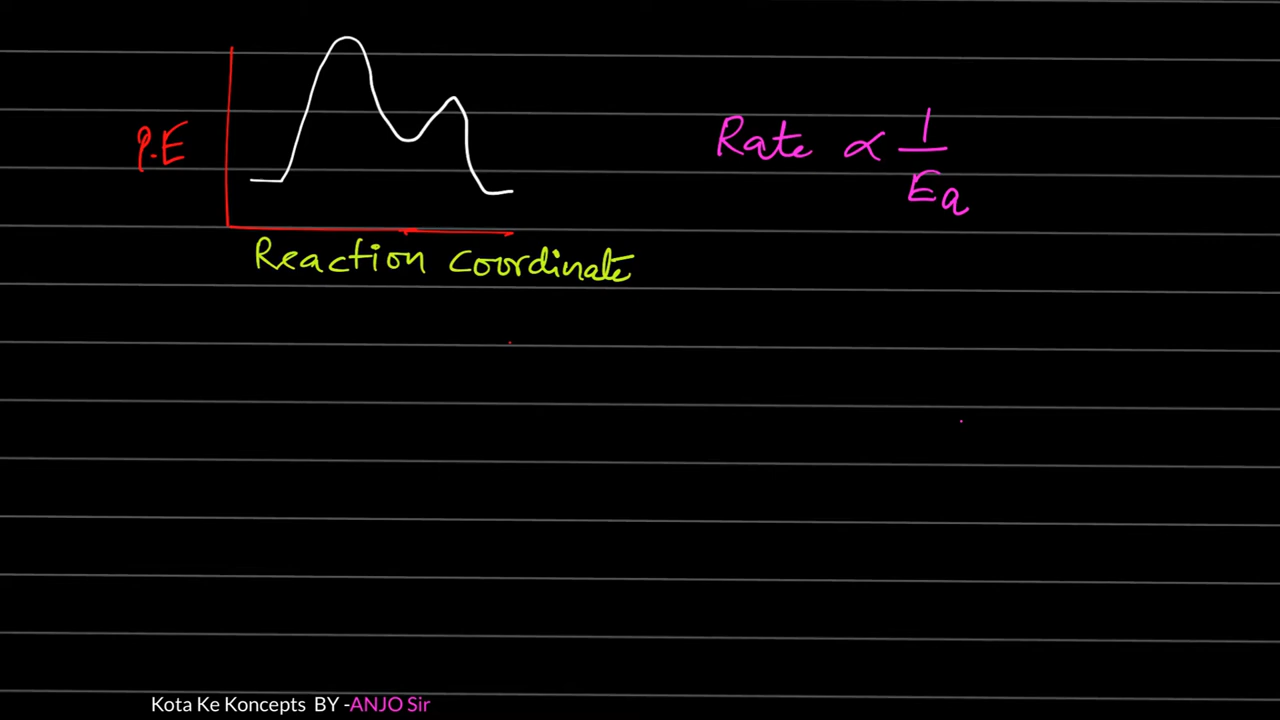 P.E
Rate ∝ 1/Ea
Reaction Coordinate
Kota Ke Koncepts BY -ANJO Sir